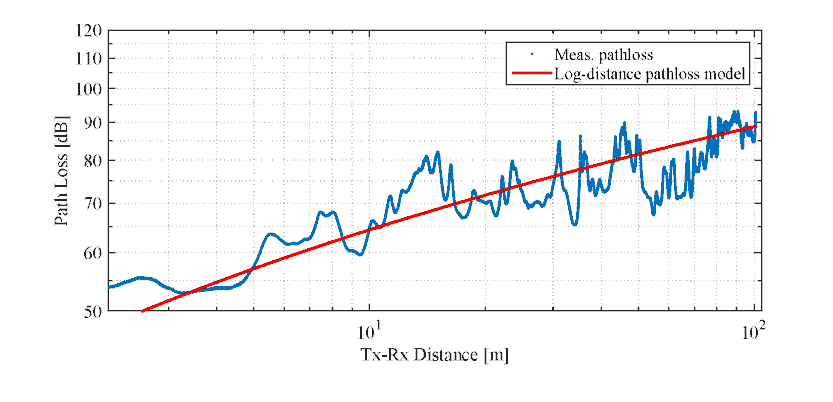 120
110
100
90
80
70
60
50
Path Loss [dB]
Meas. pathloss
Log-distance pathloss model
10^1
10^2
Tx-Rx Distance [m]